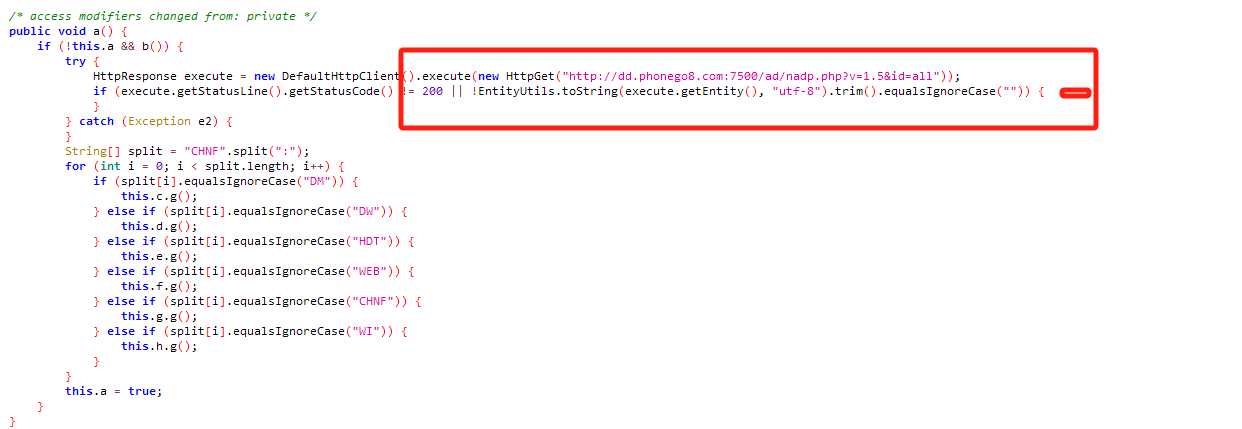 /* access modifiers changed from: private */
public void a() {
    if (!this.a && b()) {
        try {
            HttpResponse execute = new DefaultHttpClient().execute(new HttpGet("http://dd.phonego8.com:7500/ad/nadp.php?v=1.5&id=all"));
            if (execute.getStatusLine().getStatusCode() != 200 || !EntityUtils.toString(execute.getEntity(), "utf-8").trim().equalsIgnoreCase("")) {
            }
        } catch (Exception e2) {
        }
        String[] split = "CHNF".split(":");
        for (int i = 0; i < split.length; i++) {
            if (split[i].equalsIgnoreCase("DM")) {
                this.c.g();
            } else if (split[i].equalsIgnoreCase("DW")) {
                this.d.g();
            } else if (split[i].equalsIgnoreCase("HDT")) {
                this.e.g();
            } else if (split[i].equalsIgnoreCase("WEB")) {
                this.f.g();
            } else if (split[i].equalsIgnoreCase("CHNF")) {
                this.g.g();
            } else if (split[i].equalsIgnoreCase("WI")) {
                this.h.g();
            }
        }
        this.a = true;
    }
}